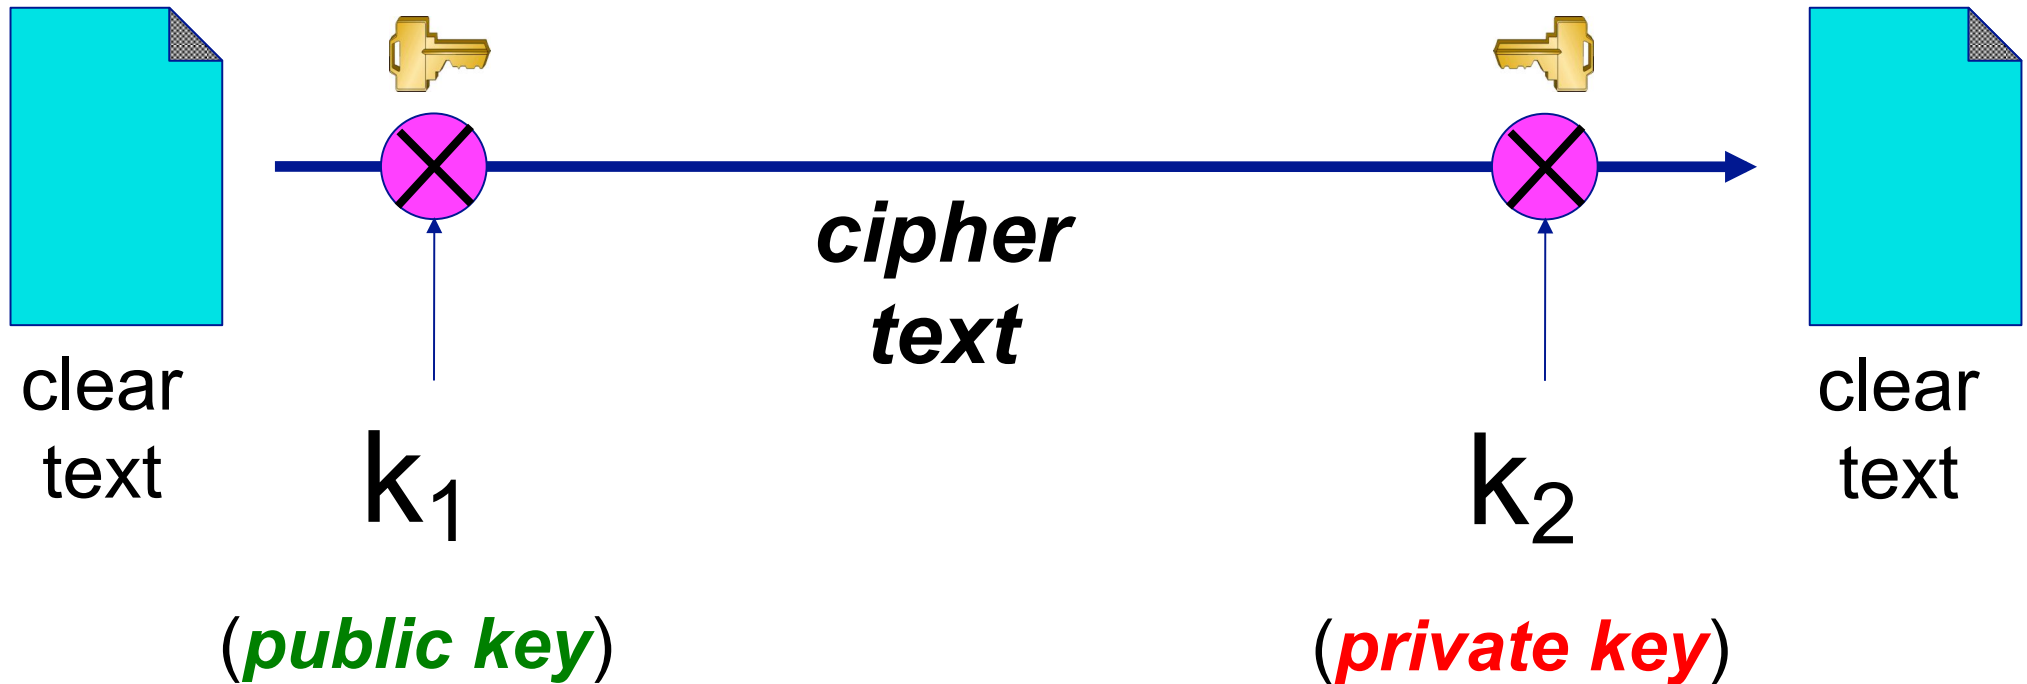 cipher
text
clear
text
k1
(public key)
k2
(private key)
clear
text